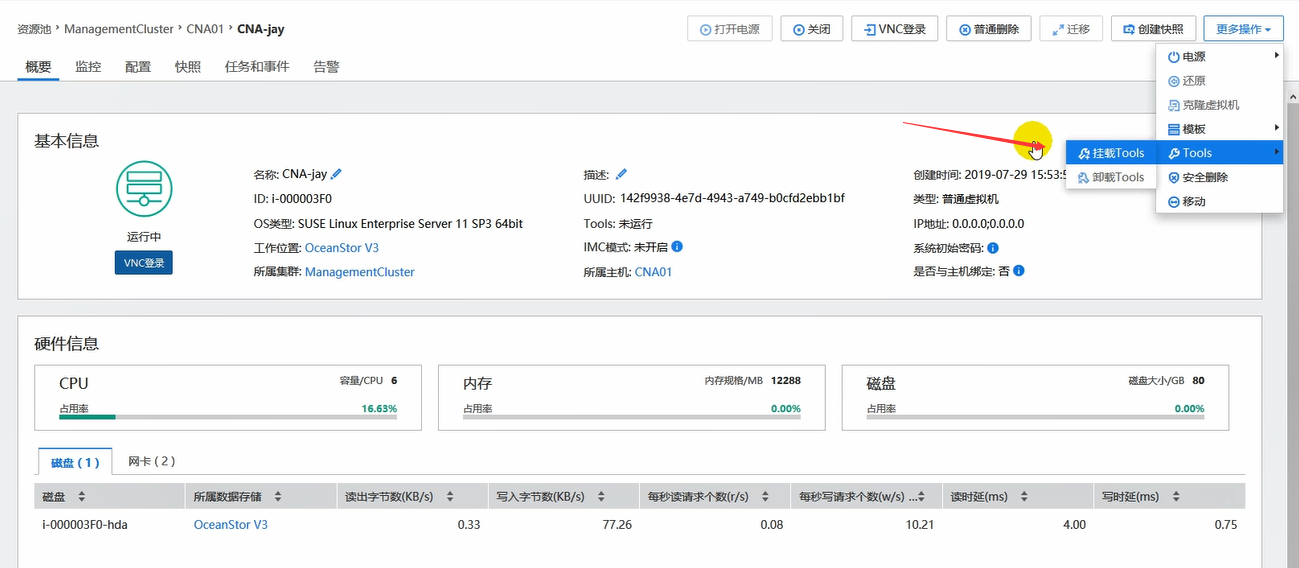 资源池 › ManagementCluster › CNA01 › CNA-jay
打开电源 关闭 VNC登录 普通删除 迁移 创建快照 更多操作
概要 监控 配置 快照 任务和事件 告警
电源
还原
克隆虚拟机
模板
Tools
安全删除
移动
挂载Tools
卸载Tools
基本信息
运行中
VNC登录
名称: CNA-jay
ID: i-000003F0
OS类型: SUSE Linux Enterprise Server 11 SP3 64bit
工作位置: OceanStor V3
所属集群: ManagementCluster
描述:
UUID: 142f9938-4e7d-4943-a749-b0cfd2ebb1bf
Tools: 未运行
IMC模式: 未开启
所属主机: CNA01
创建时间: 2019-07-29 15:53:5
类型: 普通虚拟机
IP地址: 0.0.0.0;0.0.0.0
系统初始密码:
是否与主机绑定: 否
硬件信息
CPU 容量/CPU 6
占用率 16.63%
内存 内存规格/MB 12288
占用率 0.00%
磁盘 磁盘大小/GB 80
占用率 0.00%
磁盘 ( 1 ) 网卡 ( 2 )
磁盘 所属数据存储 读出字节数(KB/s) 写入字节数(KB/s) 每秒读请求个数(r/s) 每秒写请求个数(w/s) ... 读时延(ms) 写时延(ms)
i-000003F0-hda OceanStor V3 0.33 77.26 0.08 10.21 4.00 0.75